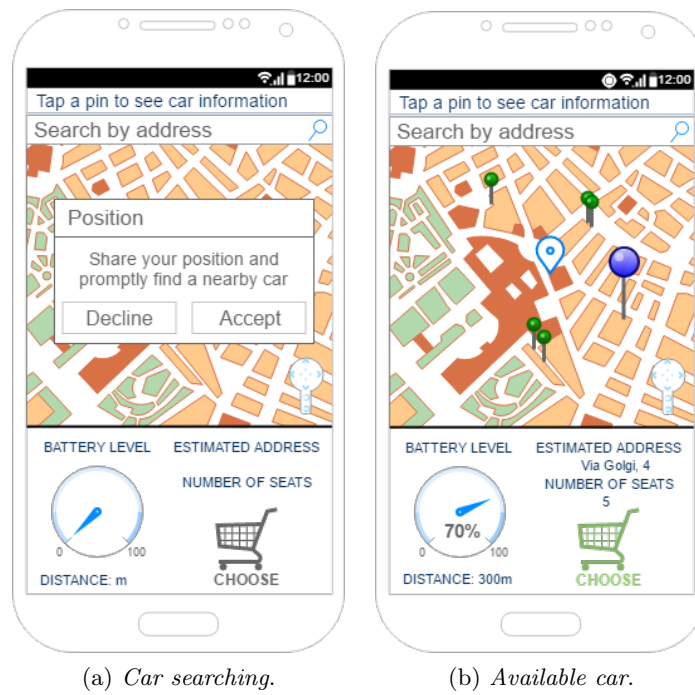 12:00
Tap a pin to see car information
Search by address
Position
Share your position and
promptly find a nearby car
Decline Accept
BATTERY LEVEL ESTIMATED ADDRESS
NUMBER OF SEATS
0 100
DISTANCE: m CHOOSE
(a) Car searching.
12:00
Tap a pin to see car information
Search by address
BATTERY LEVEL ESTIMATED ADDRESS
Via Golgi, 4
NUMBER OF SEATS
5
70%
0 100
DISTANCE: 300m CHOOSE
(b) Available car.